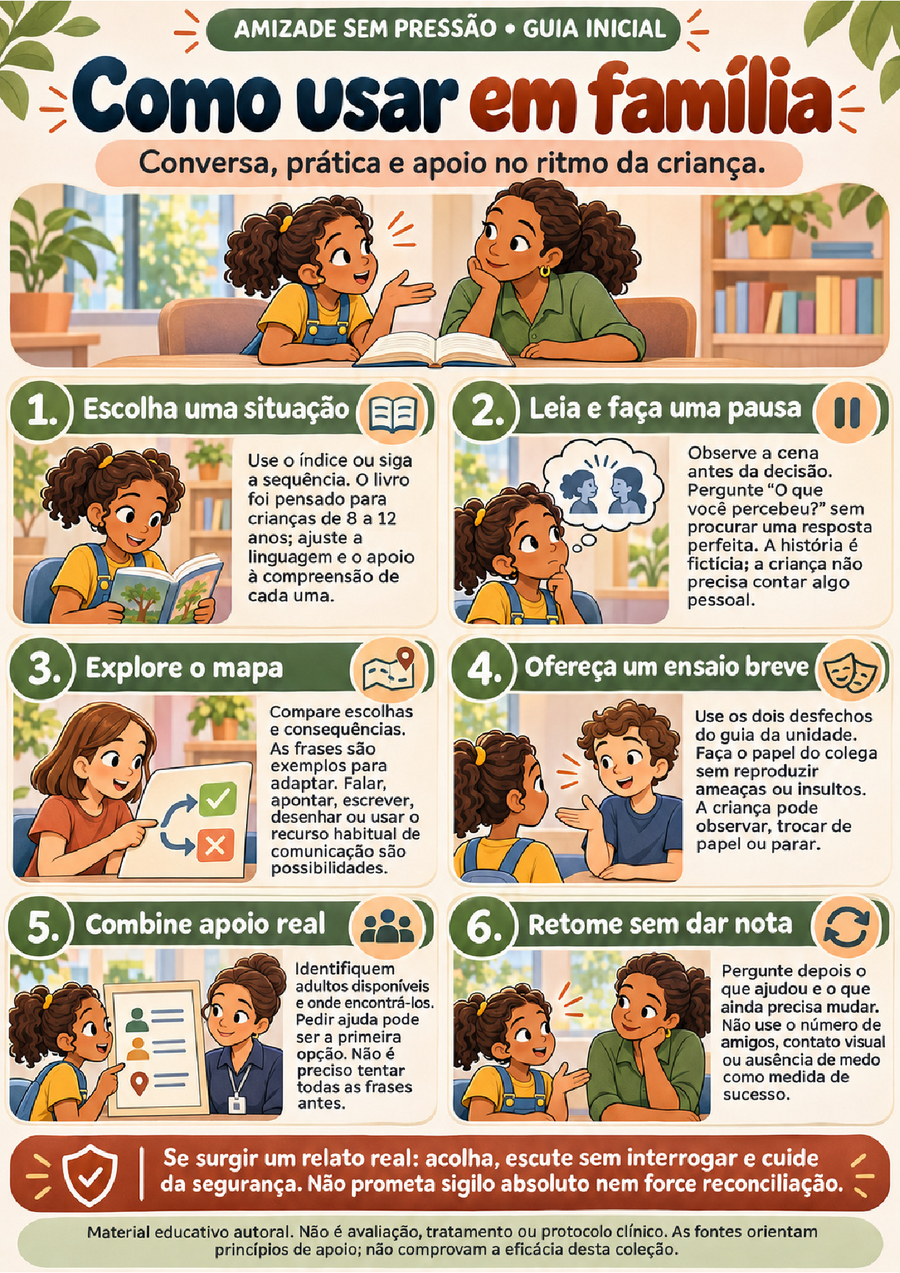 AMIZADE SEM PRESSÃO • GUIA INICIAL
Como usar em família
Conversa, prática e apoio no ritmo da criança.
1. Escolha uma situação
Use o índice ou siga
a sequência. O livro
foi pensado para
crianças de 8 a 12
anos; ajuste a
linguagem e o apoio
à compreensão de
cada uma.
2. Leia e faça uma pausa
Observe a cena
antes da decisão.
Pergunte “O que
você percebeu?” sem
procurar uma resposta
perfeita. A história é
fictícia; a criança não
precisa contar algo
pessoal.
3. Explore o mapa
Compare escolhas
e consequências.
As frases são
exemplos para
adaptar. Falar,
apontar, escrever,
desenhar ou usar o
recurso habitual de
comunicação são
possibilidades.
4. Ofereça um ensaio breve
Use os dois desfechos
do guia da unidade.
Faça o papel do colega
sem reproduzir
ameaças ou insultos.
A criança pode
observar, trocar de
papel ou parar.
5. Combine apoio real
Identifiquem
adultos disponíveis
e onde encontrá-los.
Pedir ajuda pode
ser a primeira
opção. Não é
preciso tentar
todas as frases
antes.
6. Retome sem dar nota
Pergunte depois o
que ajudou e o que
ainda precisa mudar.
Não use o número de
amigos, contato visual
ou ausência de medo
como medida de
sucesso.
Se surgir um relato real: acolha, escute sem interrogar e cuide
da segurança. Não prometa sigilo absoluto nem force reconciliação.
Material educativo autoral. Não é avaliação, tratamento ou protocolo clínico. As fontes orientam
princípios de apoio; não comprovam a eficácia desta coleção.